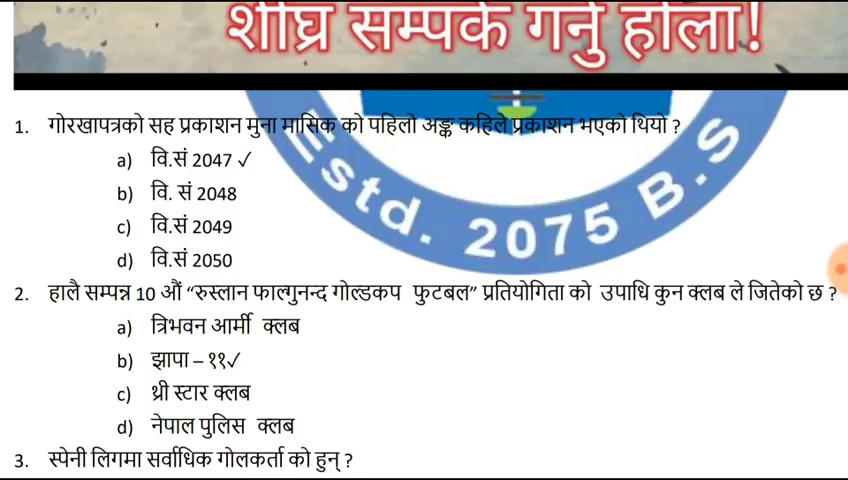 शीघ्र सम्पर्क गर्नु होला!
1. गोरखापत्रको सह प्रकाशन मुना मासिक को पहिलो अङ्क कहिले प्रकाशन भएको थियो ?
a) वि.सं 2047 ✓
b) वि. सं 2048
c) वि.सं 2049
d) वि.सं 2050
Estd. 2075 B.S
2. हालै सम्पन्न 10 औं “रुस्लान फाल्गुनन्द गोल्डकप फुटबल” प्रतियोगिता को उपाधि कुन क्लब ले जितेको छ ?
a) त्रिभवन आर्मी क्लब
b) झापा – ११✓
c) थ्री स्टार क्लब
d) नेपाल पुलिस क्लब
3. स्पेनी लिगमा सर्वाधिक गोलकर्ता को हुन् ?